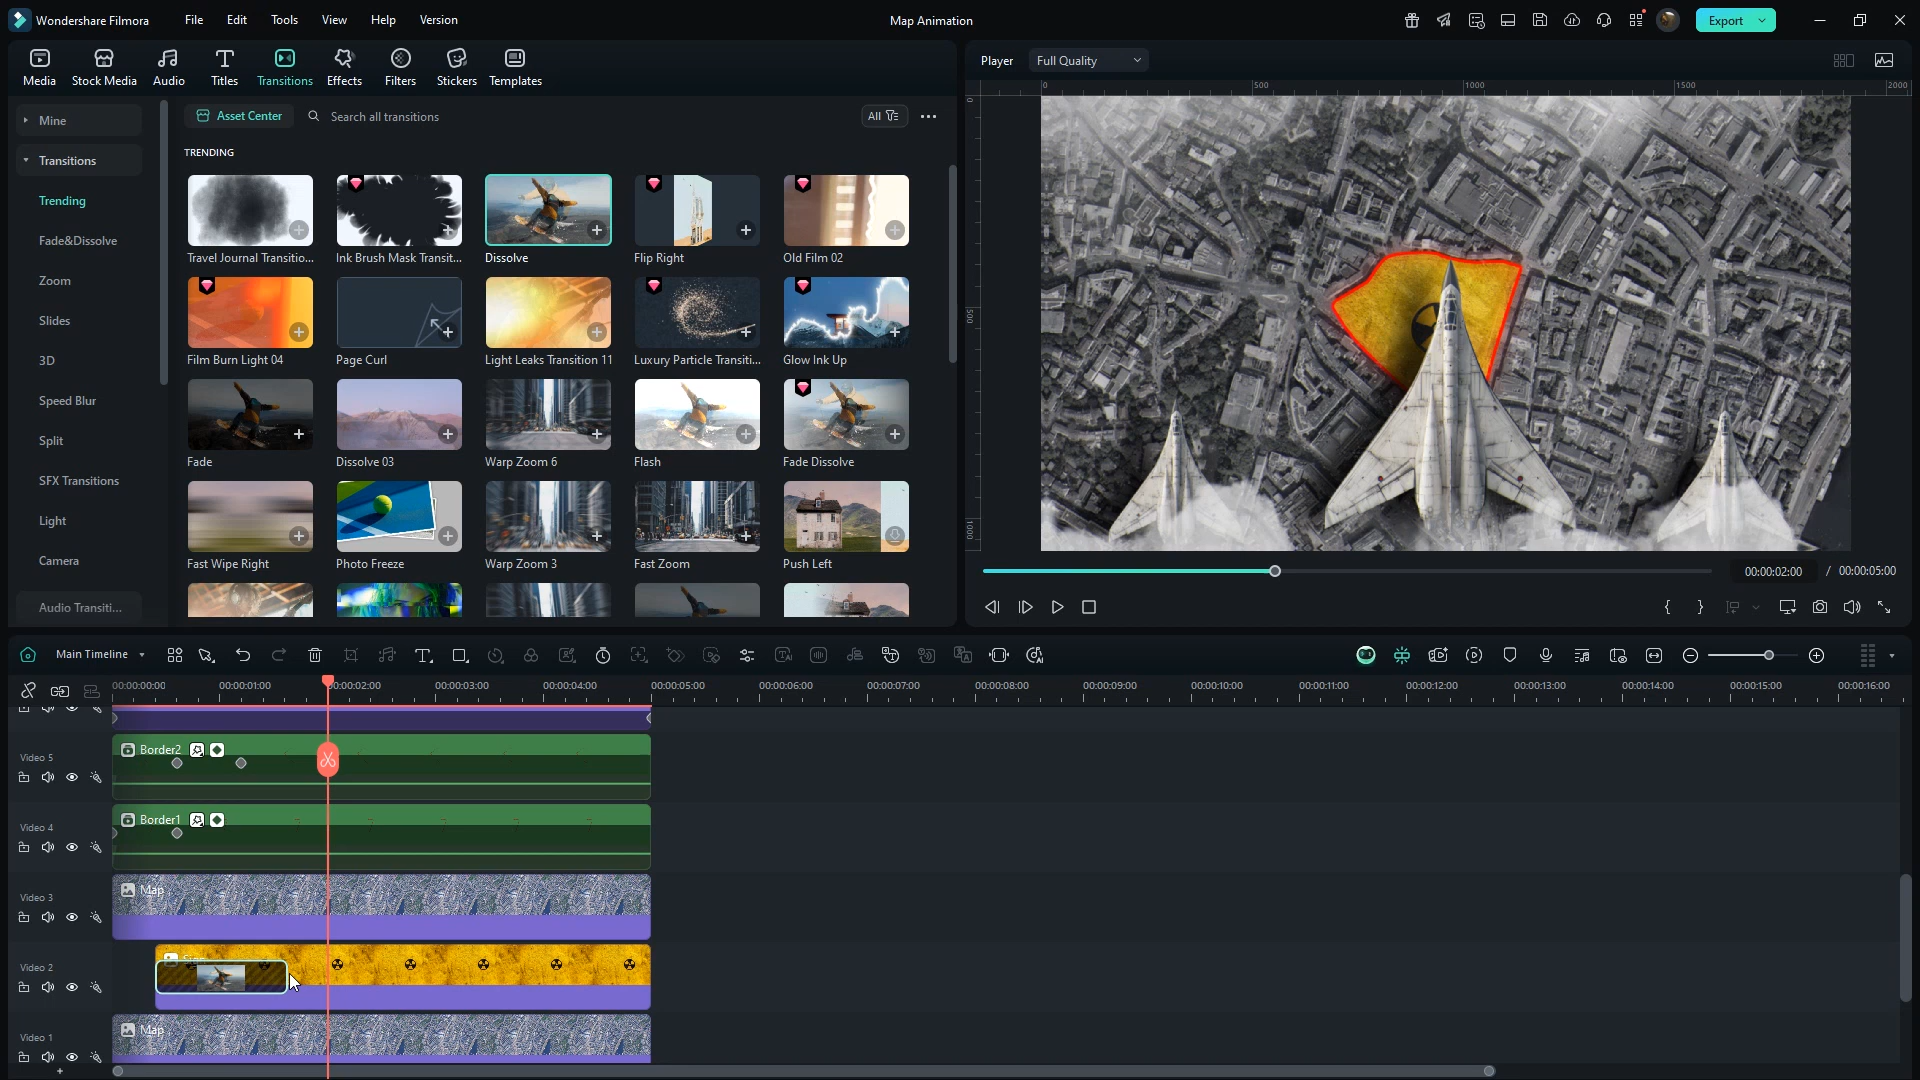 Wondershare Filmora
File
Edit
Tools
View
Help
Version
Map Animation
Export
Media
Stock Media
Audio
Titles
Transitions
Effects
Filters
Stickers
Templates
Player
Full Quality
Mine
Transitions
Trending
Fade&Dissolve
Zoom
Slides
3D
Speed Blur
Split
SFX Transitions
Light
Camera
Audio Transiti...
Asset Center
Search all transitions
All
TRENDING
Travel Journal Transitio...
Ink Brush Mask Transit...
Dissolve
Flip Right
Old Film 02
Film Burn Light 04
Page Curl
Light Leaks Transition 11
Luxury Particle Transiti...
Glow Ink Up
Fade
Dissolve 03
Warp Zoom 6
Flash
Fade Dissolve
Fast Wipe Right
Photo Freeze
Warp Zoom 3
Fast Zoom
Push Left
0
500
1000
1500
2000
0
500
1000
00:00:02:00 / 00:00:05:00
Main Timeline
00:00:00:00
00:00:01:00
00:00:02:00
00:00:03:00
00:00:04:00
00:00:05:00
00:00:06:00
00:00:07:00
00:00:08:00
00:00:09:00
00:00:10:00
00:00:11:00
00:00:12:00
00:00:13:00
00:00:14:00
00:00:15:00
00:00:16:00
Video 5
Border2
Video 4
Border1
Video 3
Map
Video 2
Video 1
Map